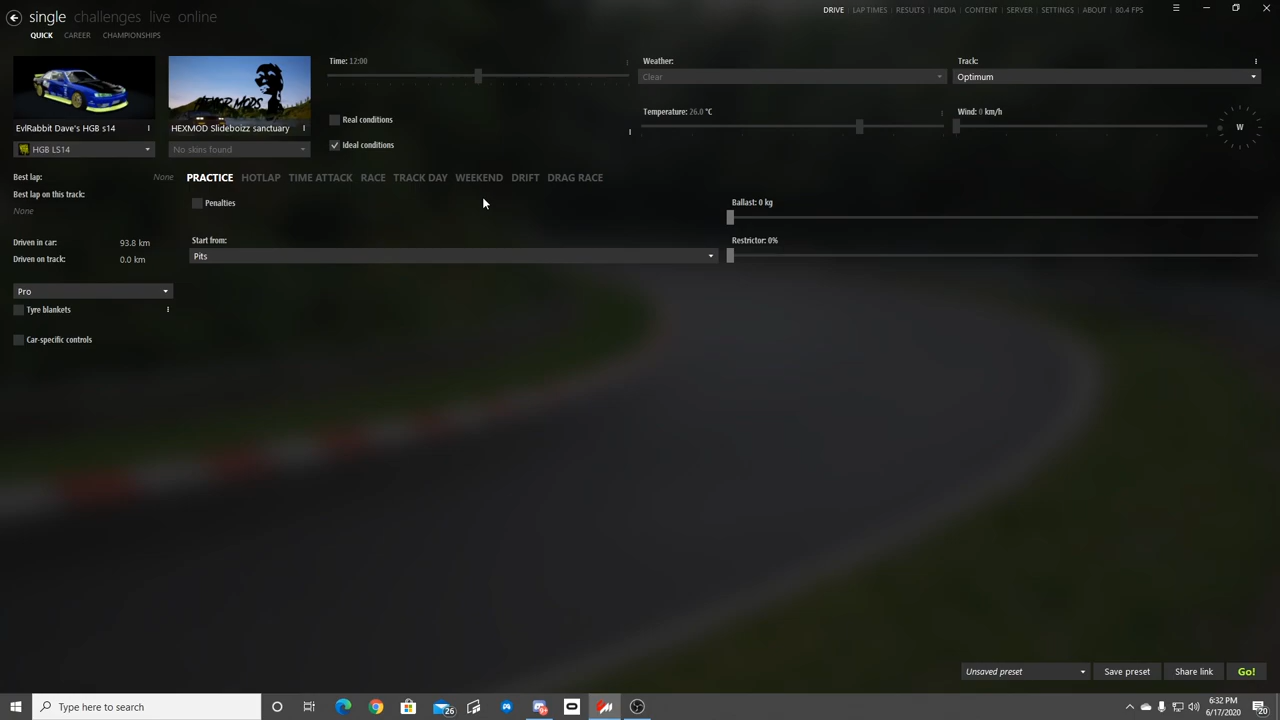 single challenges live online
DRIVE LAP TIMES RESULTS MEDIA CONTENT SERVER SETTINGS ABOUT 80.4 FPS
QUICK CAREER CHAMPIONSHIPS
Time: 12:00
Weather:
Track:
Clear
Optimum
Temperature: 26.0 °C
Wind: 0 km/h
Real conditions
W
EvlRabbit Dave's HGB s14
HEXMOD Slideboizz sanctuary
Ideal conditions
HGB LS14
No skins found
Best lap: None
PRACTICE HOTLAP TIME ATTACK RACE TRACK DAY WEEKEND DRIFT DRAG RACE
Best lap on this track:
None
Penalties
Ballast: 0 kg
Driven in car: 93.8 km
Start from:
Restrictor: 0%
Driven on track: 0.0 km
Pits
Pro
Tyre blankets
Car-specific controls
Unsaved preset
Save preset
Share link
Go!
Type here to search
26
6:32 PM
6/17/2020
20